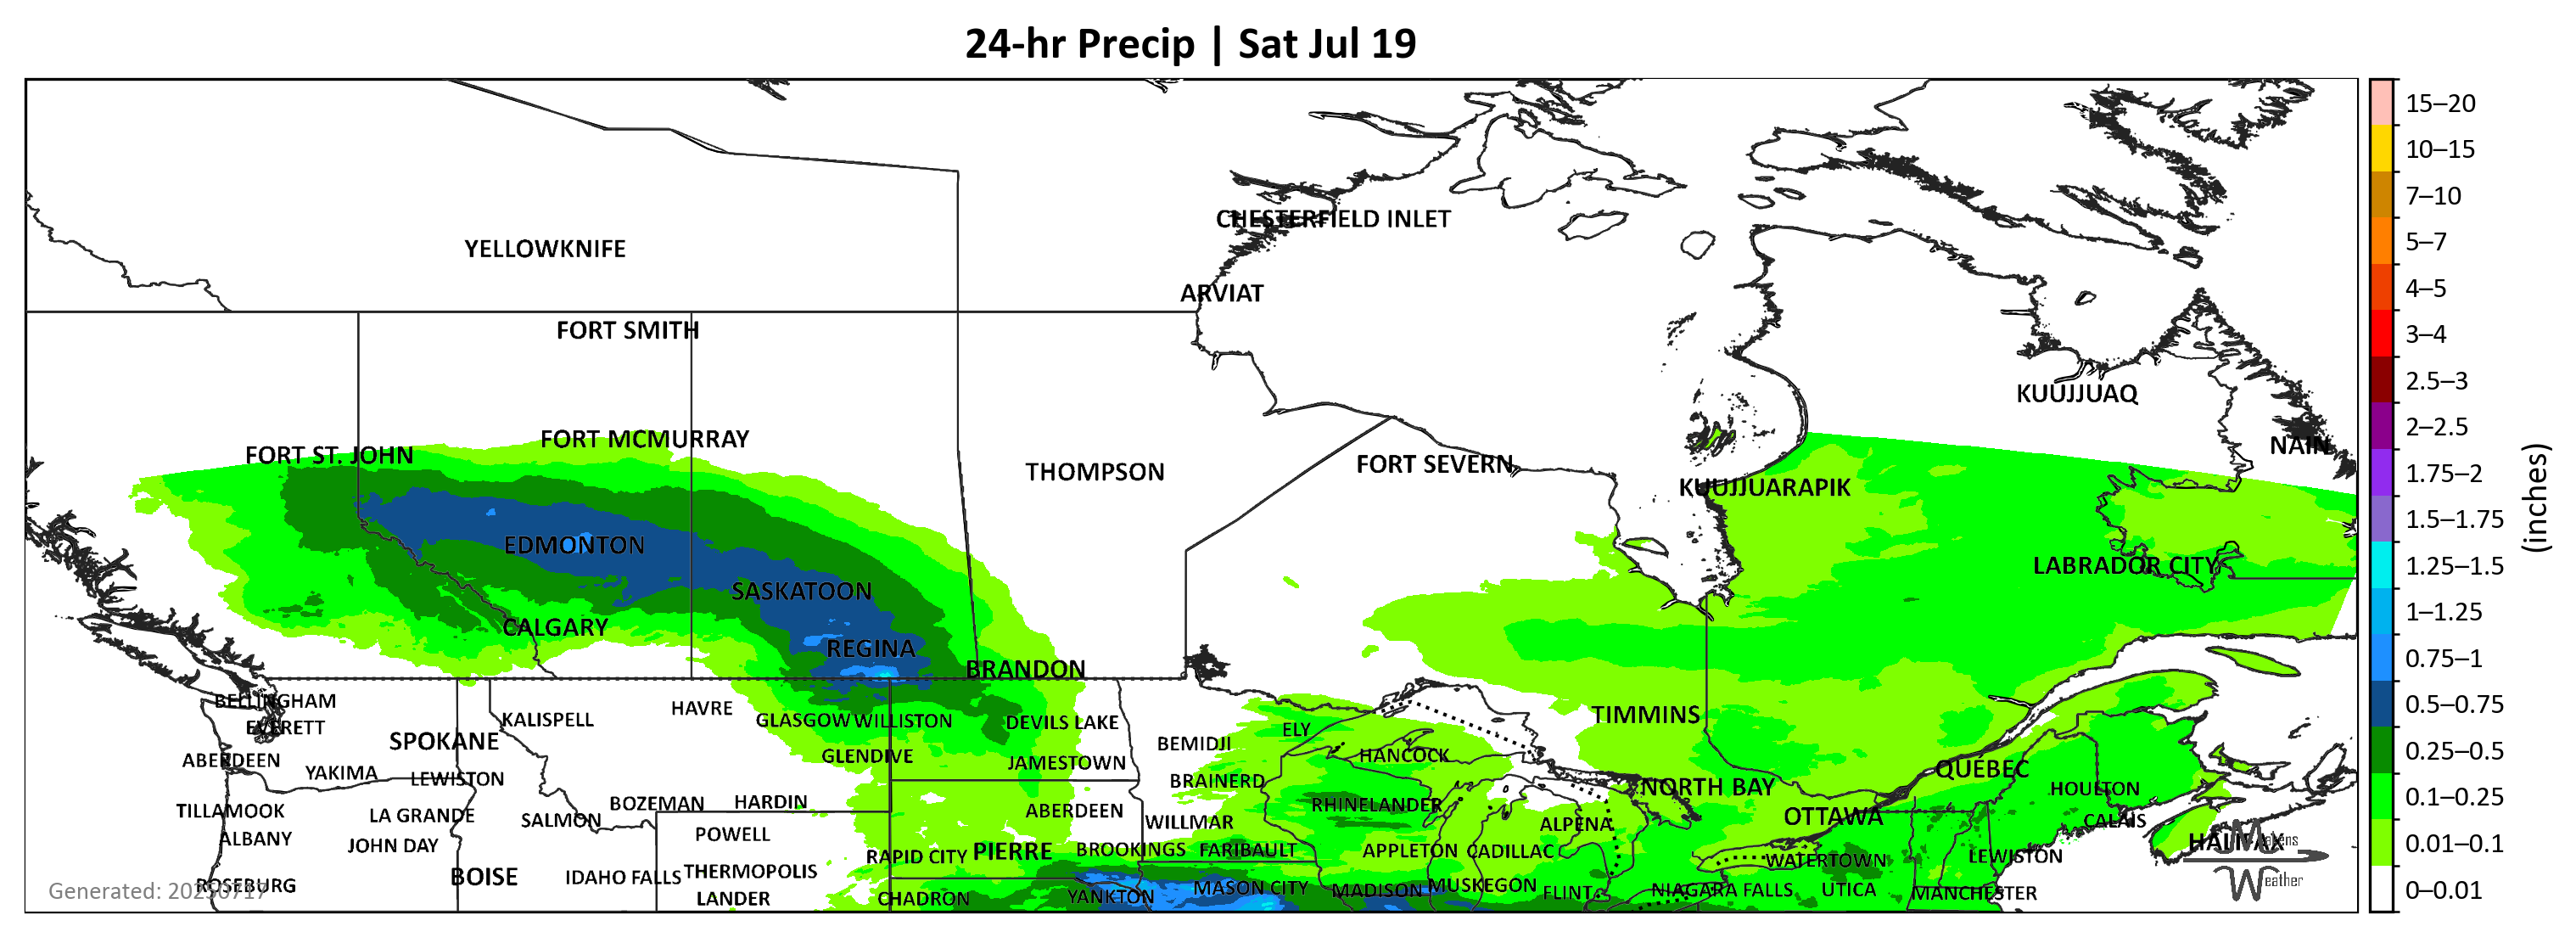 24-hr Precip | Sat Jul 19
15–20
10–15
7–10
5–7
4–5
3–4
2.5–3
2–2.5
1.75–2
1.5–1.75
1.25–1.5
1–1.25
0.75–1
0.5–0.75
0.25–0.5
0.1–0.25
0.01–0.1
0–0.01
(inches)
CHESTERFIELD INLET
YELLOWKNIFE
ARVIAT
FORT SMITH
KUUJJUAQ
FORT MCMURRAY
NAIN
FORT ST. JOHN
FORT SEVERN
THOMPSON
KUUJJUARAPIK
EDMONTON
LABRADOR CITY
SASKATOON
CALGARY
REGINA
BRANDON
BELLINGHAM
HAVRE
KALISPELL
GLASGOW WILLISTON
DEVILS LAKE
TIMMINS
EVERETT
ELY
SPOKANE
BEMIDJI
GLENDIVE
HANCOCK
ABERDEEN
JAMESTOWN
QUÉBEC
YAKIMA
LEWISTON
BRAINERD
NORTH BAY
HOULTON
TILLAMOOK
LA GRANDE
BOZEMAN
HARDIN
ABERDEEN
RHINELANDER
SALMON
WILLMAR
ALPENA
OTTAWA
CALAIS
ALBANY
JOHN DAY
POWELL
HALIFAX
RAPID CITY
PIERRE
BROOKINGS
FARIBAULT
APPLETON
CADILLAC
WATERTOWN
LEWISTON
BOISE
IDAHO FALLS
THERMOPOLIS
ROSEBURG
LANDER
CHADRON
YANKTON
MASON CITY
MADISON
MUSKEGON
FLINT
NIAGARA FALLS
UTICA
MANCHESTER
Generated: 20250717
Weather